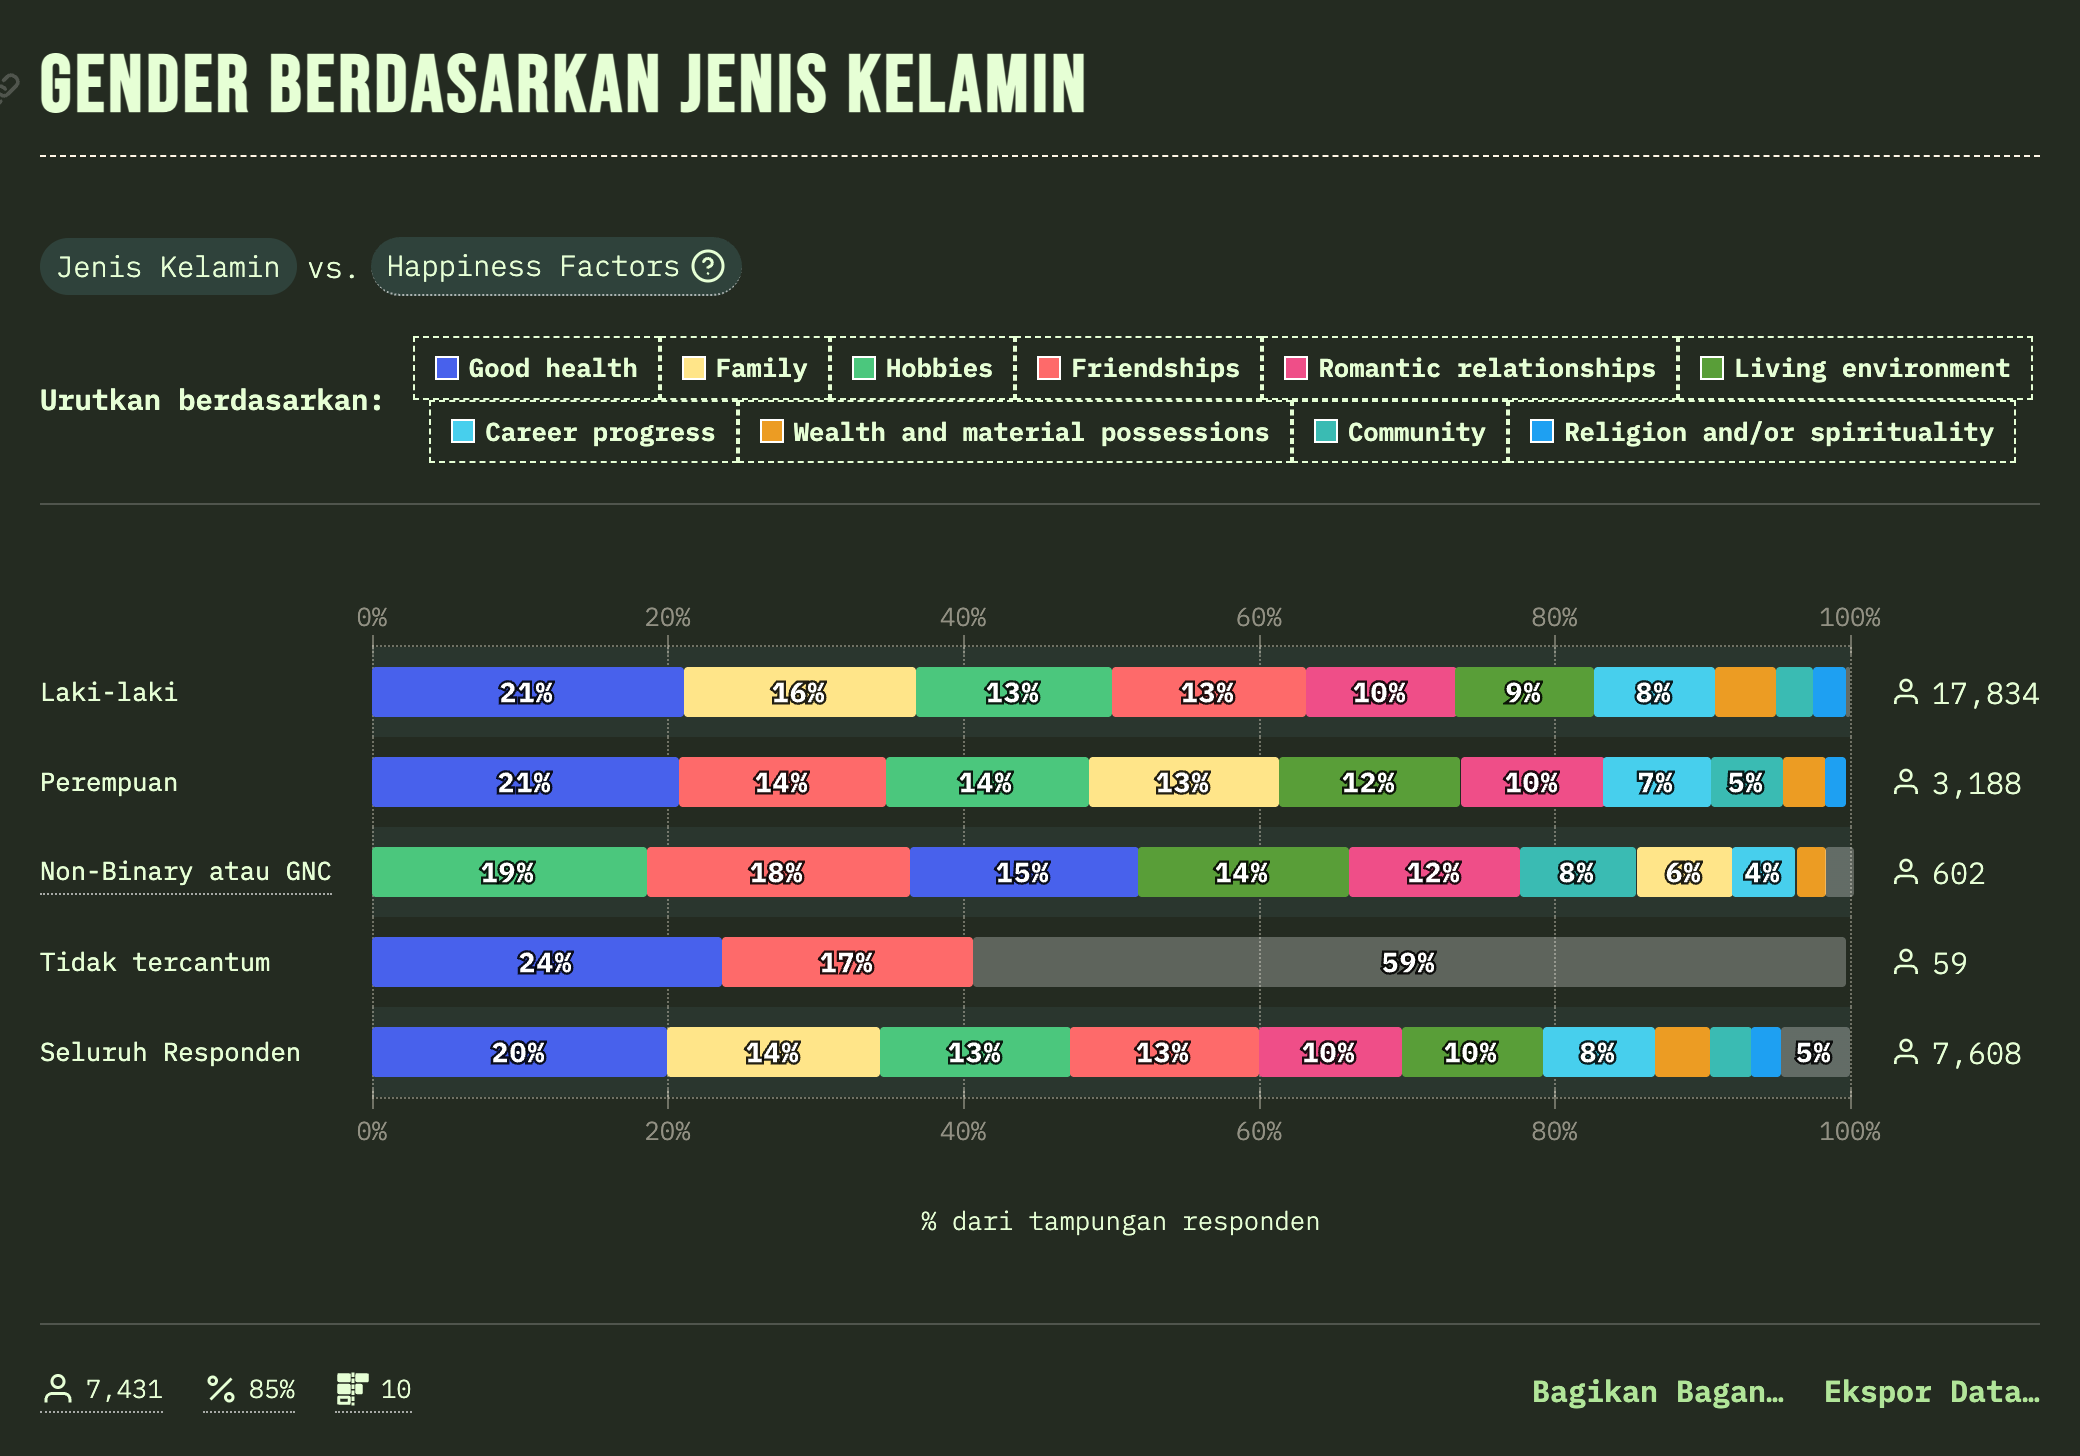 GENDER BERDASARKAN JENIS KELAMIN
Jenis Kelamin vs. Happiness Factors ?
Urutkan berdasarkan:
Good health Family Hobbies Friendships Romantic relationships Living environment
Career progress Wealth and material possessions Community Religion and/or spirituality
0% 20% 40% 60% 80% 100%
Laki-laki 21% 16% 13% 13% 10% 9% 8% 17,834
Perempuan 21% 14% 14% 13% 12% 10% 7% 5% 3,188
Non-Binary atau GNC 19% 18% 15% 14% 12% 8% 6% 4% 602
Tidak tercantum 24% 17% 59% 59
Seluruh Responden 20% 14% 13% 13% 10% 10% 8% 5% 7,608
0% 20% 40% 60% 80% 100%
% dari tampungan responden
7,431 % 85% 10 Bagikan Bagan… Ekspor Data…